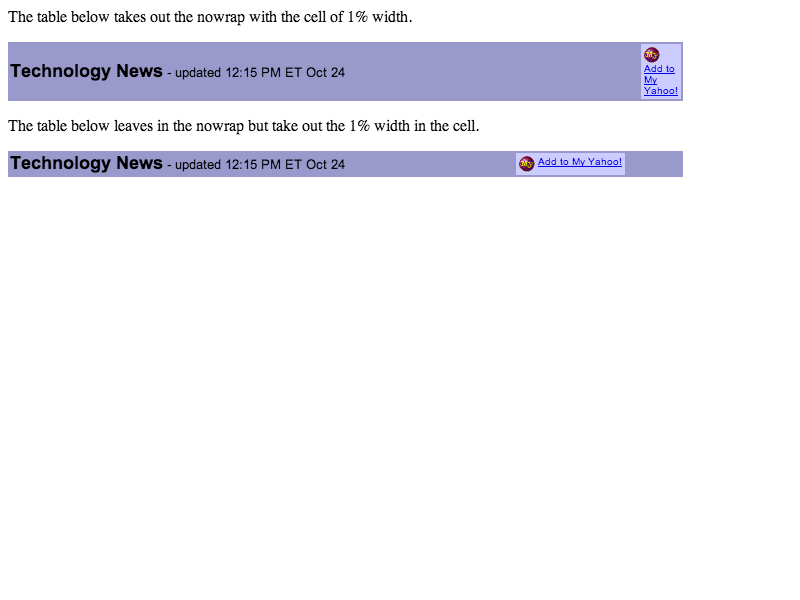 The table below takes out the nowrap with the cell of 1% width.
Technology News - updated 12:15 PM ET Oct 24
My
Add to
My
Yahoo!
The table below leaves in the nowrap but take out the 1% width in the cell.
Technology News - updated 12:15 PM ET Oct 24
My Add to My Yahoo!